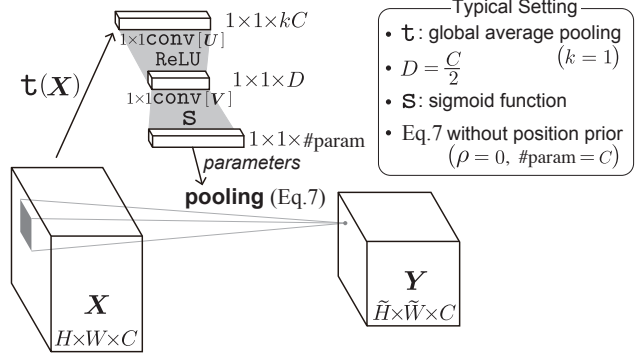 1×1×kC
1×1conv[U]
ReLU
t(X)
1×1×D
1×1conv[V]
s
1×1×#param
parameters
pooling (Eq.7)
X
H×W×C
Y
H̃×W̃×C
Typical Setting
• t: global average pooling
(k = 1)
• D = C/2
• s: sigmoid function
• Eq.7 without position prior
(ρ = 0, #param = C)